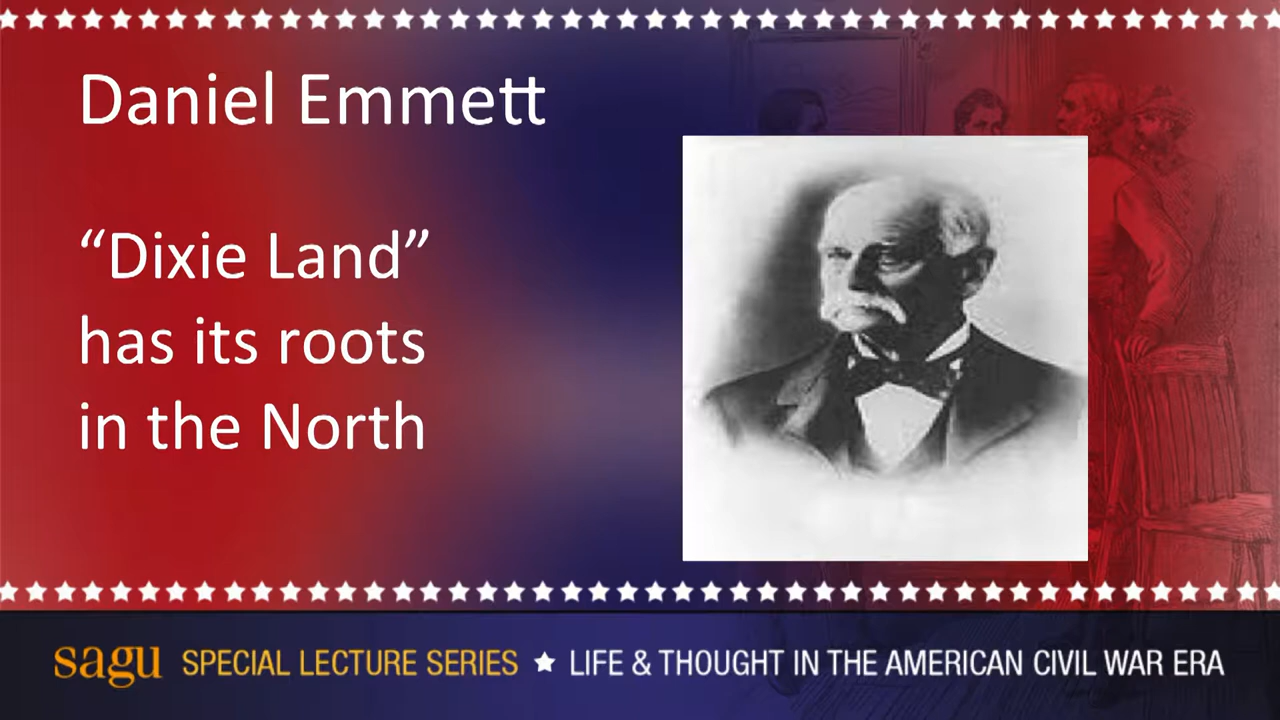 Daniel Emmett
“Dixie Land”
has its roots
in the North
sagu SPECIAL LECTURE SERIES ★ LIFE & THOUGHT IN THE AMERICAN CIVIL WAR ERA